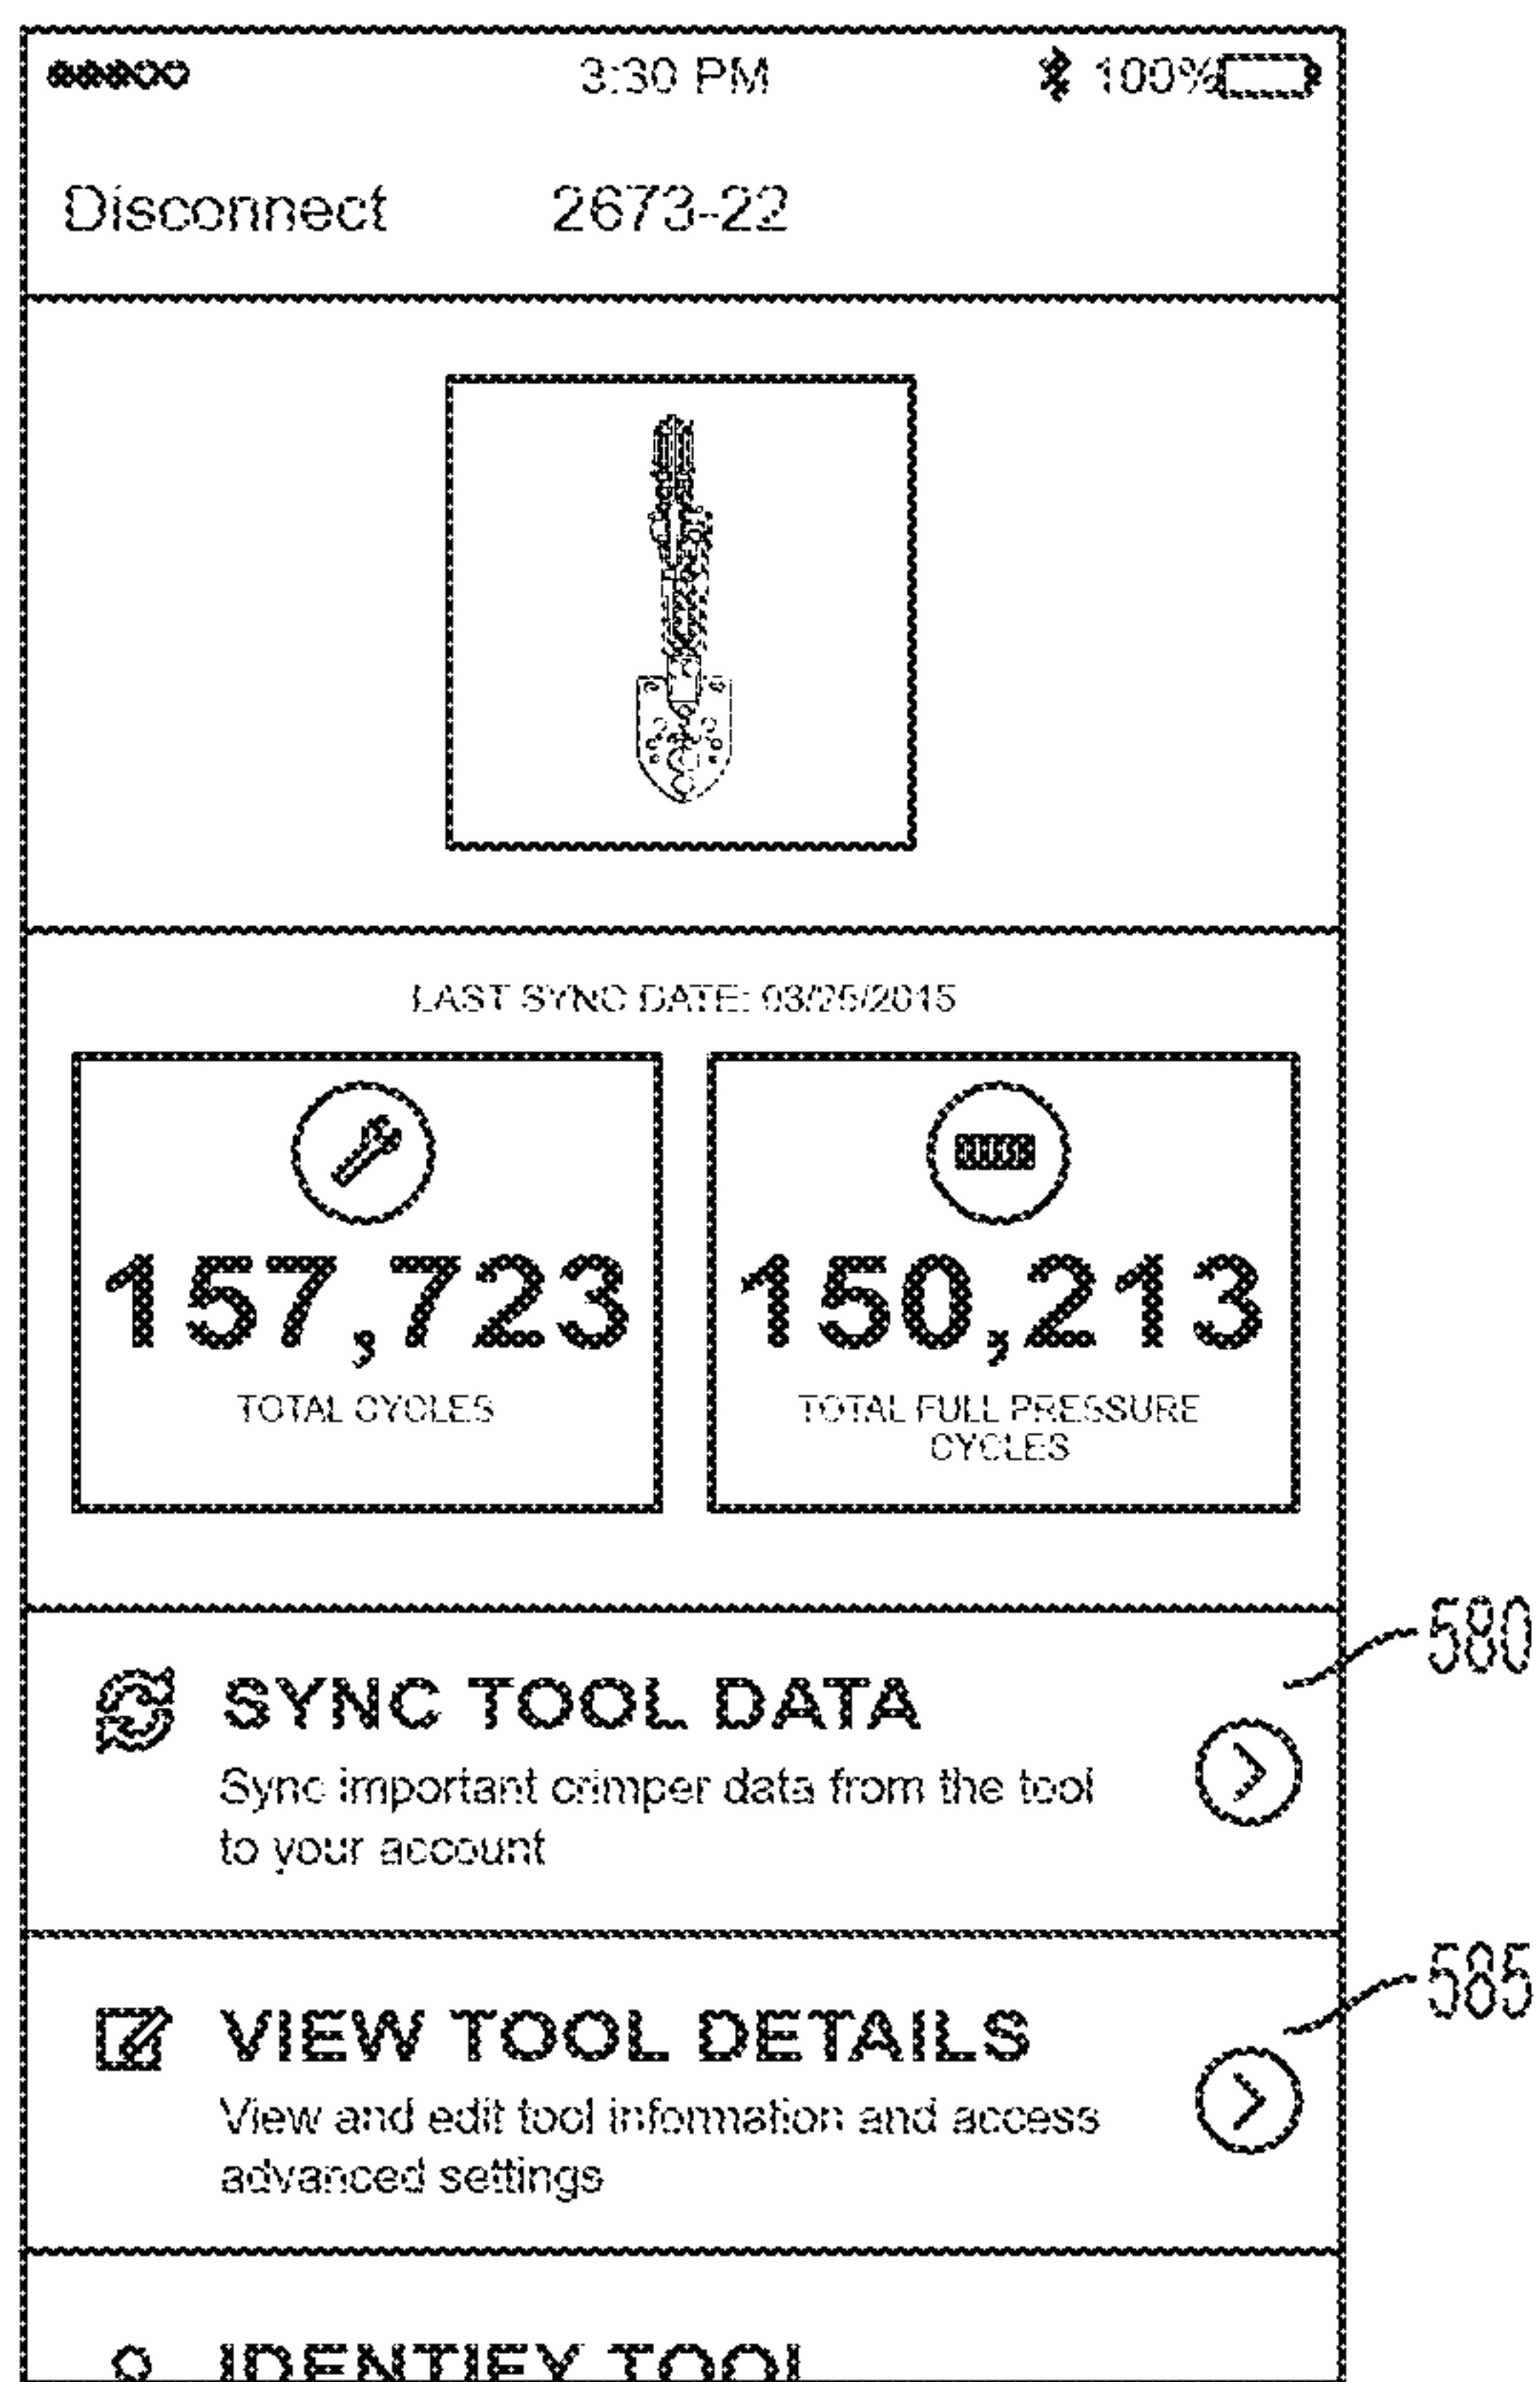 3:30 PM 100%
Disconnect 2673-22
LAST SYNC DATE: 03/25/2015
157,723 150,213
TOTAL CYCLES TOTAL FULL PRESSURE
CYCLES
580
SYNC TOOL DATA
Sync important crimper data from the tool
to your account
585
VIEW TOOL DETAILS
View and edit tool information and access
advanced settings
IDENTIFY TOOL